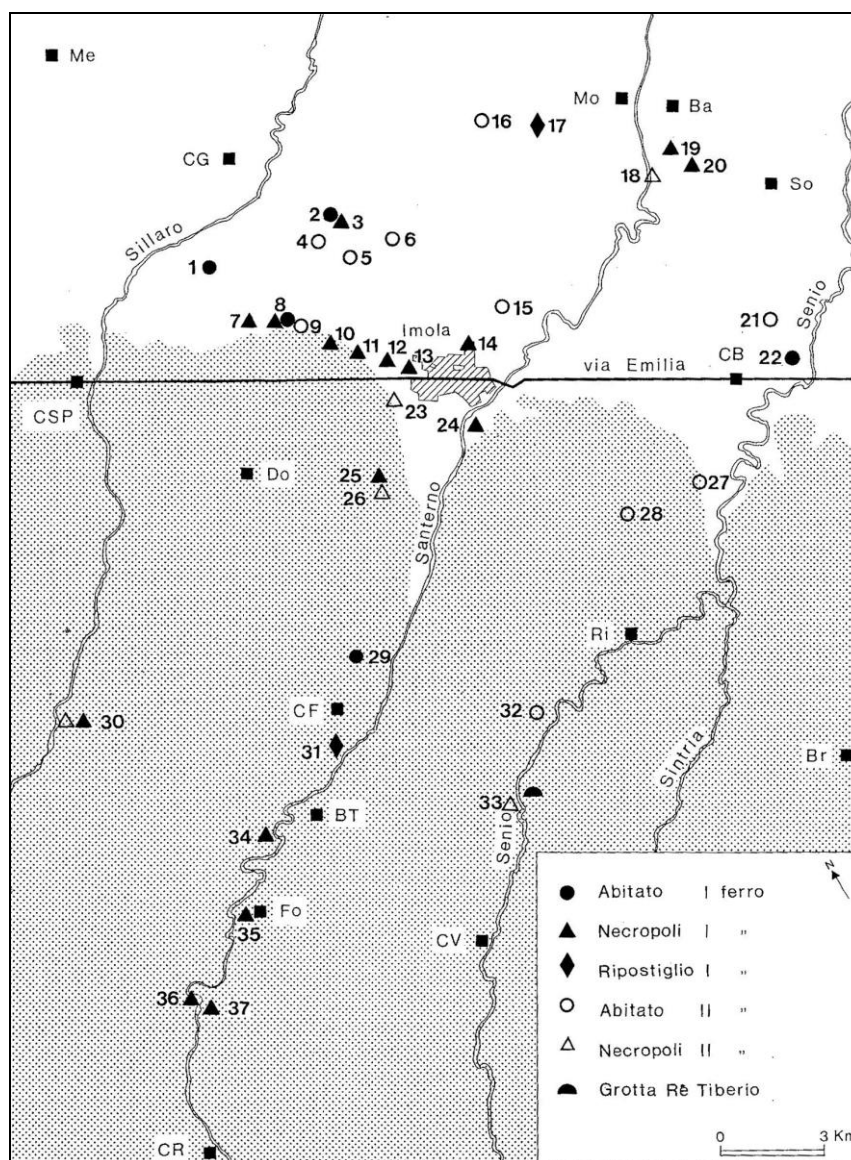 Me
Mo
Ba
16
17
CG
19
20
18
So
2
3
4
6
5
Sillaro
1
15
Senio
7
8
9
10
Imola
14
21
11
12
13
via Emilia
CB
22
CSP
23
24
Do
25
26
Santerno
27
28
Ri
29
CF
32
30
31
Sintria
Br
33
BT
Senio
34
Fo
35
CV
36
37
CR
N
Abitato I ferro
Necropoli I "
Ripostiglio I "
Abitato II "
Necropoli II "
Grotta Re Tiberio
0 3 Km